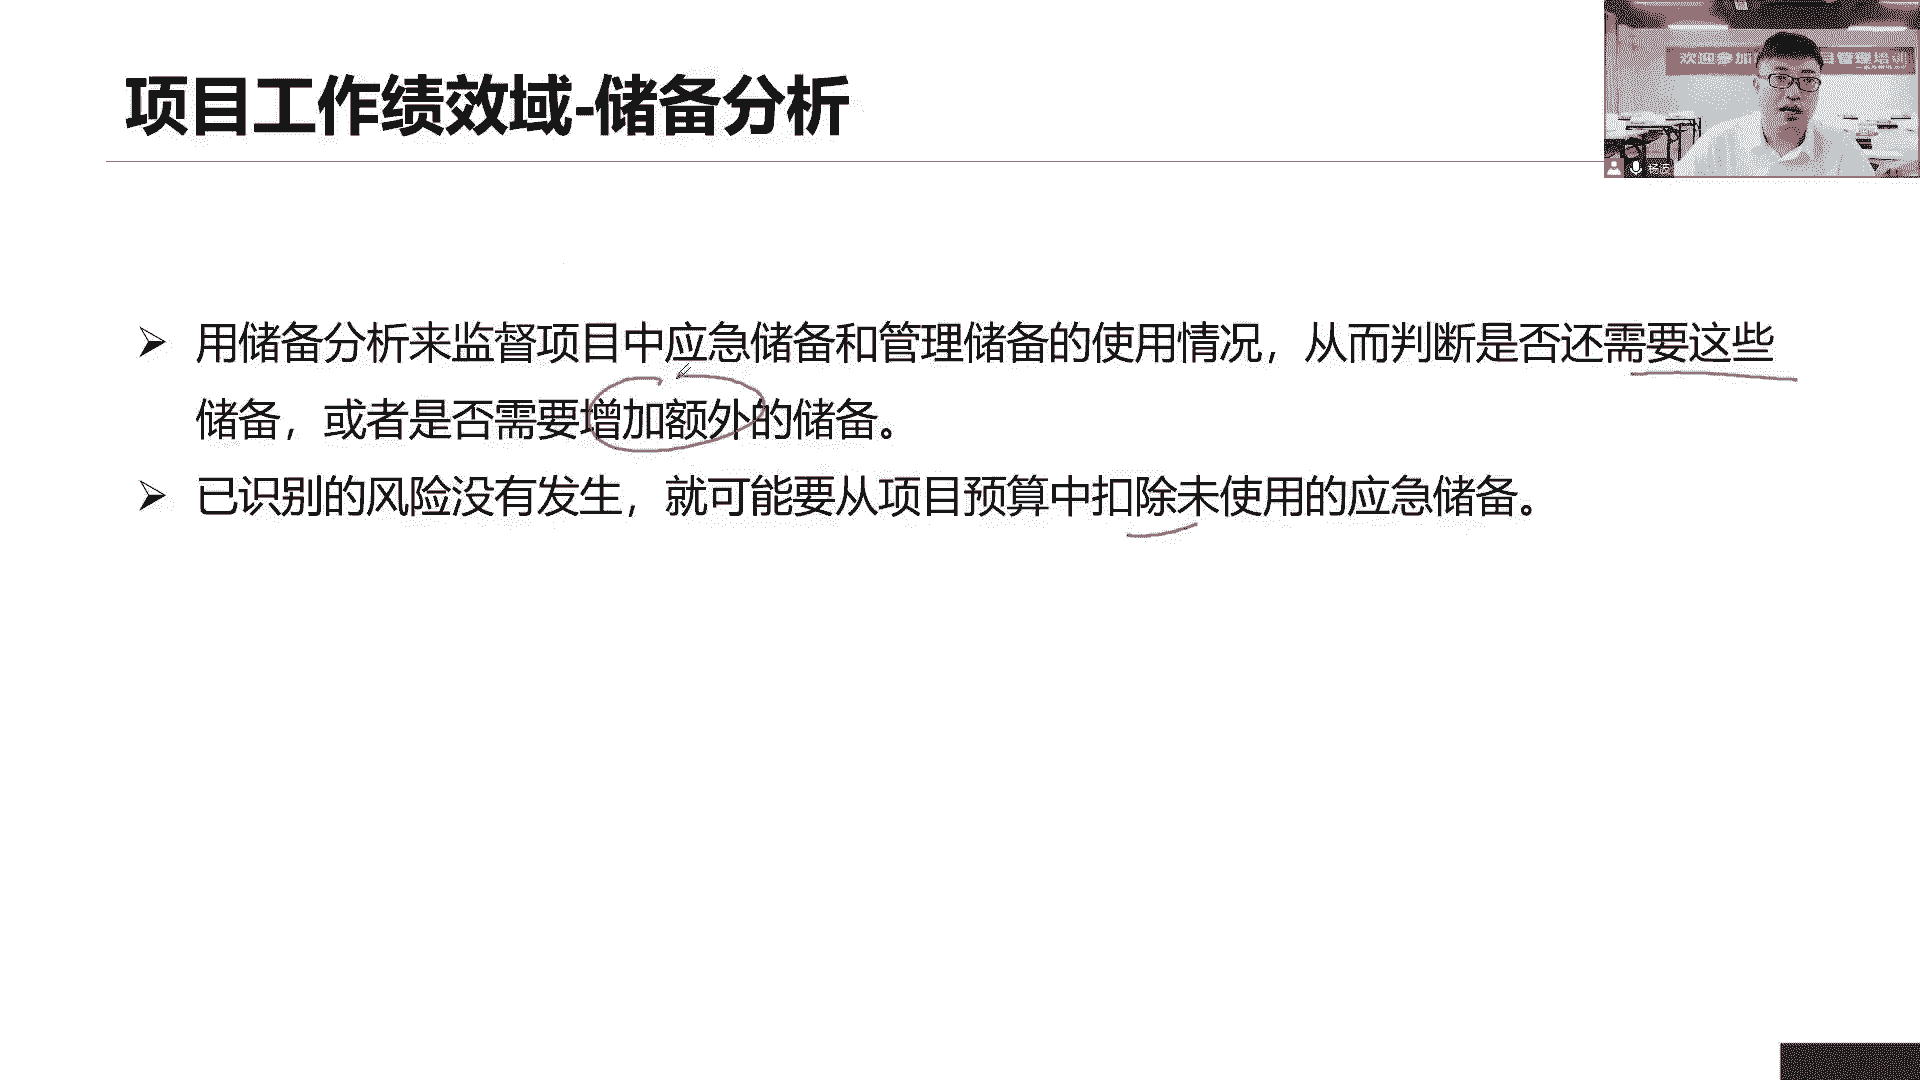 项目工作绩效域-储备分析
欢迎参加
目管理培训
用储备分析来监督项目中应急储备和管理储备的使用情况，从而判断是否还需要这些
储备，或者是否需要增加额外的储备。
已识别的风险没有发生，就可能要从项目预算中扣除未使用的应急储备。